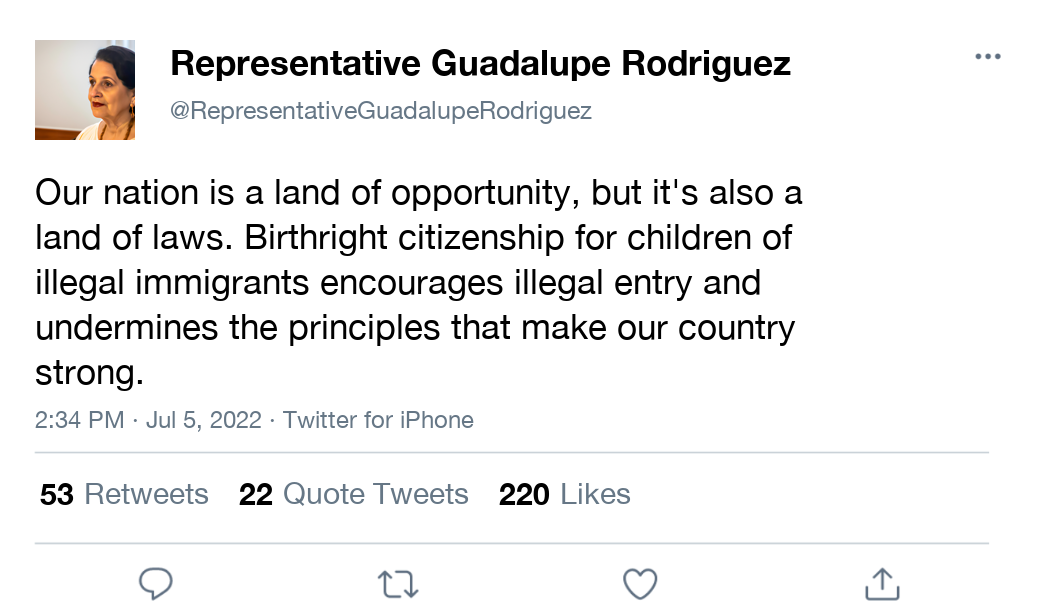 Representative Guadalupe Rodriguez
@RepresentativeGuadalupeRodriguez
Our nation is a land of opportunity, but it's also a
land of laws. Birthright citizenship for children of
illegal immigrants encourages illegal entry and
undermines the principles that make our country
strong.
2:34 PM · Jul 5, 2022 · Twitter for iPhone
53 Retweets 22 Quote Tweets 220 Likes